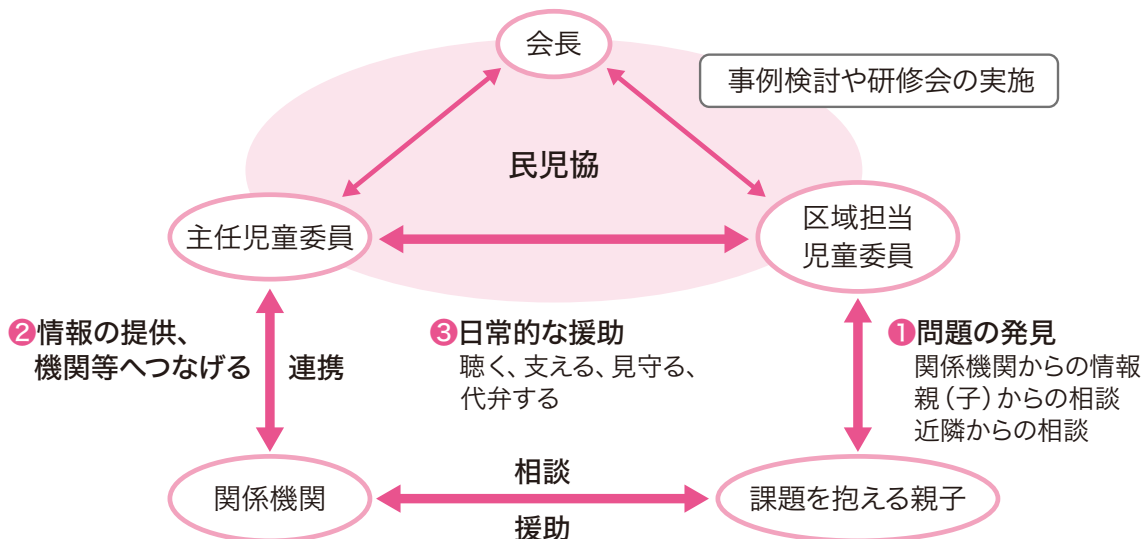 会長
事例検討や研修会の実施
民児協
主任児童委員
区域担当
児童委員
❷情報の提供、
機関等へつなげる
連携
❸日常的な援助
聴く、支える、見守る、
代弁する
❶問題の発見
関係機関からの情報
親(子)からの相談
近隣からの相談
関係機関
相談
援助
課題を抱える親子